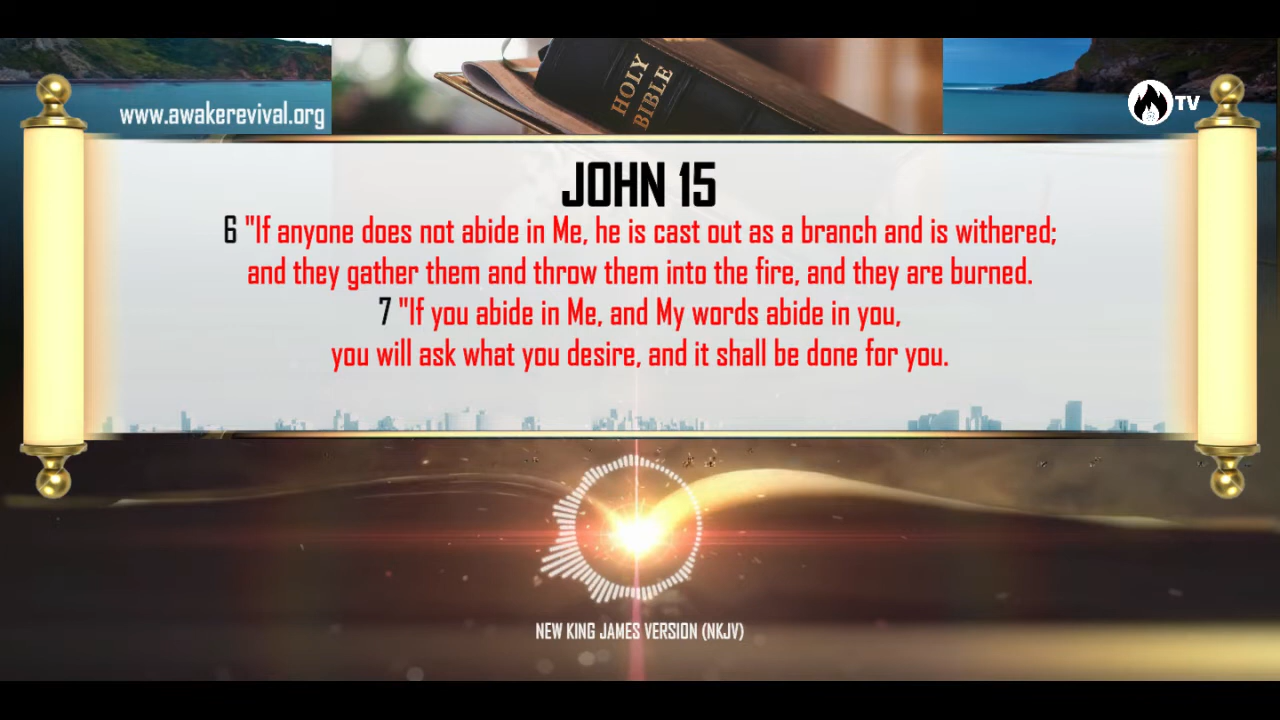 HOLY
BIBLE
www.awakerevival.org
TV
JOHN 15
6 "If anyone does not abide in Me, he is cast out as a branch and is withered;
and they gather them and throw them into the fire, and they are burned.
7 "If you abide in Me, and My words abide in you,
you will ask what you desire, and it shall be done for you.
NEW KING JAMES VERSION (NKJV)